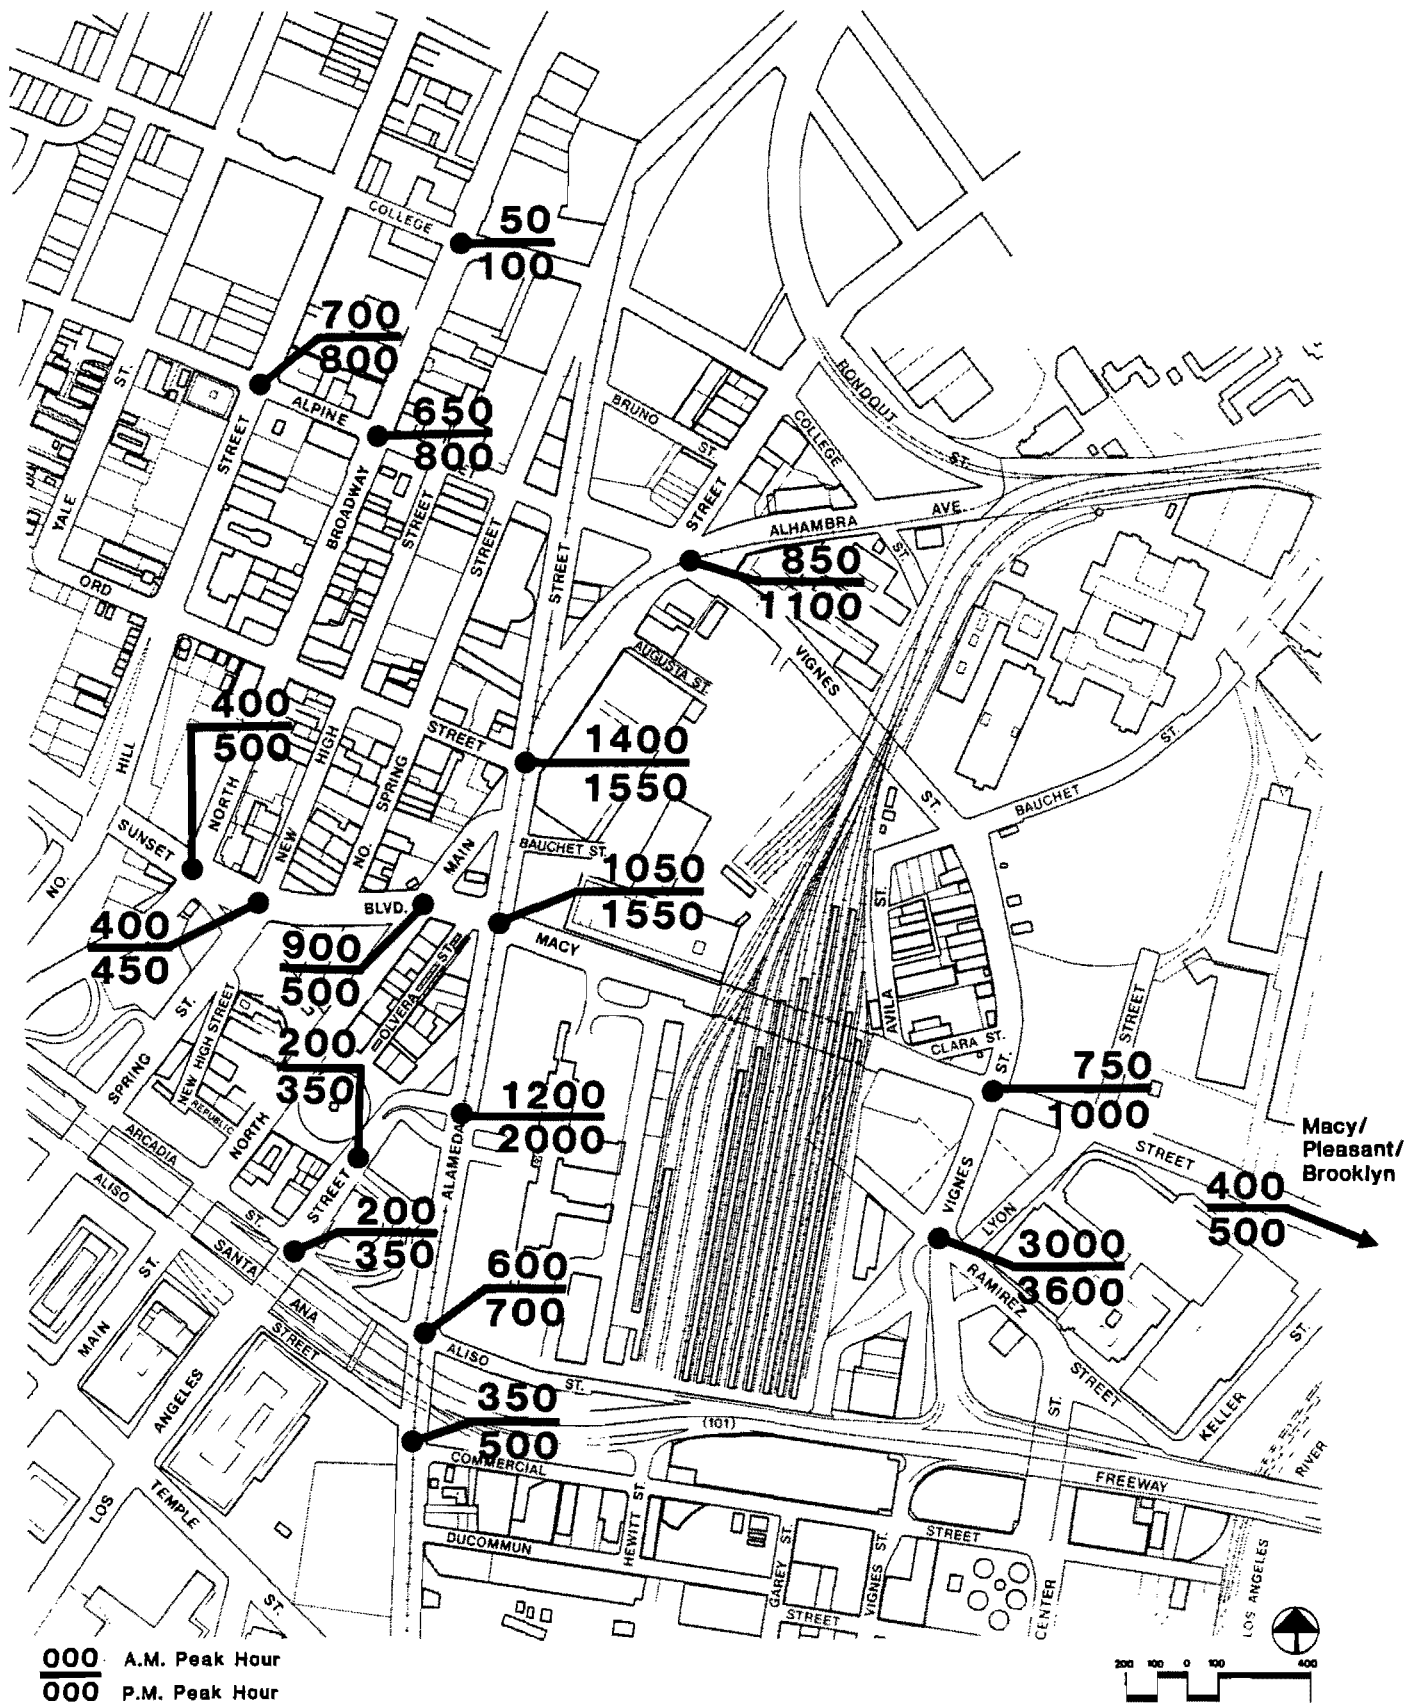 COLLEGE
50
100
700
800
ST.
ALPINE
650
800
STREET
BROADWAY
STREET
STREET
YALE
ORD
BRUNO
ST.
RONDOUT
ST.
COLLEGE
ST.
STREET
ALHAMBRA
AVE.
850
1100
STREET
AUGUSTA ST.
VIGNES
ST.
BAUCHET
ST.
400
500
HILL
NO.
NORTH
NEW
HIGH
NO.
SPRING
STREET
1400
1550
SUNSET
BLVD.
MAIN
BAUCHET ST.
1050
1550
MACY
400
450
900
500
OLVERA ST.
AVILA
ST.
CLARA ST.
ST.
STREET
ST.
SPRING
NEW HIGH STREET
REPUBLIC
200
350
1200
2000
750
1000
Macy/
Pleasant/
Brooklyn
400
500
STREET
VIGNES
LYON
ARCADIA
ST.
NORTH
STREET
ALAMEDA
ALISO
ST.
SANTA
ANA
STREET
200
350
600
700
3000
3600
RAMIREZ
STREET
MAIN
LOS
ANGELES
TEMPLE
ST.
ALISO
ST.
350
500
(101)
FREEWAY
KELLER
ST.
RIVER
COMMERCIAL
STREET
DUCOMMUN
STREET
HEWITT ST.
GAREY
ST.
VIGNES
ST.
CENTER
ST.
LOS ANGELES
000 A.M. Peak Hour
000 P.M. Peak Hour
200 100 0 100 400